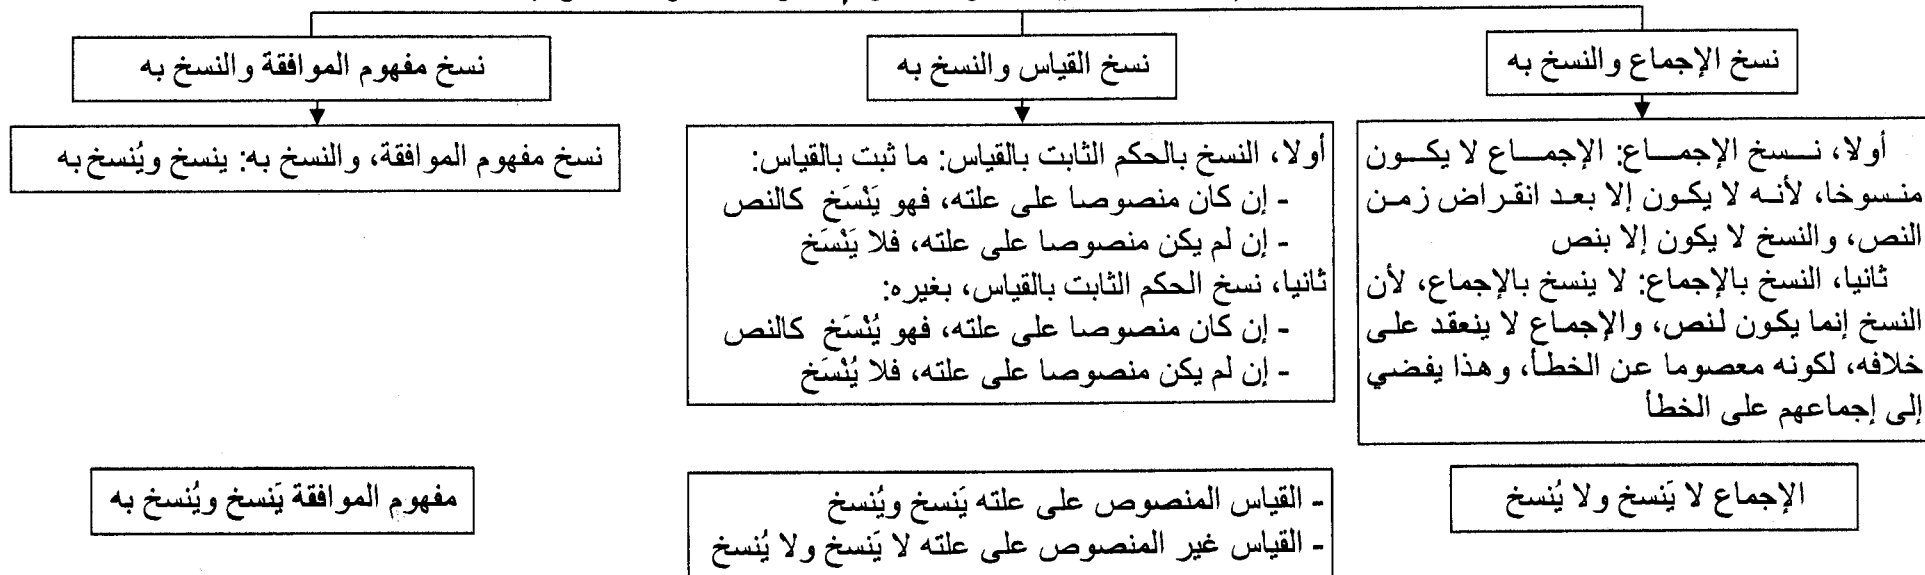 نسخ الإجماع والنسخ به
نسخ القياس والنسخ به
نسخ مفهوم الموافقة والنسخ به
أولا، نسخ الإجماع: الإجماع لا يكون
منسوخا، لأنه لا يكون إلا بعد انقراض زمن
النص، والنسخ لا يكون إلا بنص
ثانيا، النسخ بالإجماع: لا ينسخ بالإجماع، لأن
النسخ إنما يكون لنص، والإجماع لا ينعقد على
خلافه، لكونه معصوما عن الخطأ، وهذا يفضي
إلى إجماعهم على الخطأ
أولا، النسخ بالحكم الثابت بالقياس: ما ثبت بالقياس:
- إن كان منصوصا على علته، فهو يَنْسَخ كالنص
- إن لم يكن منصوصا على علته، فلا يَنْسَخ
ثانيا، نسخ الحكم الثابت بالقياس، بغيره:
- إن كان منصوصا على علته، فهو يُنْسَخ كالنص
- إن لم يكن منصوصا على علته، فلا يُنْسَخ
نسخ مفهوم الموافقة، والنسخ به: ينسخ ويُنسخ به
الإجماع لا يَنسخ ولا يُنسخ
- القياس المنصوص على علته يَنسخ ويُنسخ
- القياس غير المنصوص على علته لا يَنسخ ولا يُنسخ
مفهوم الموافقة يَنسخ ويُنسخ به